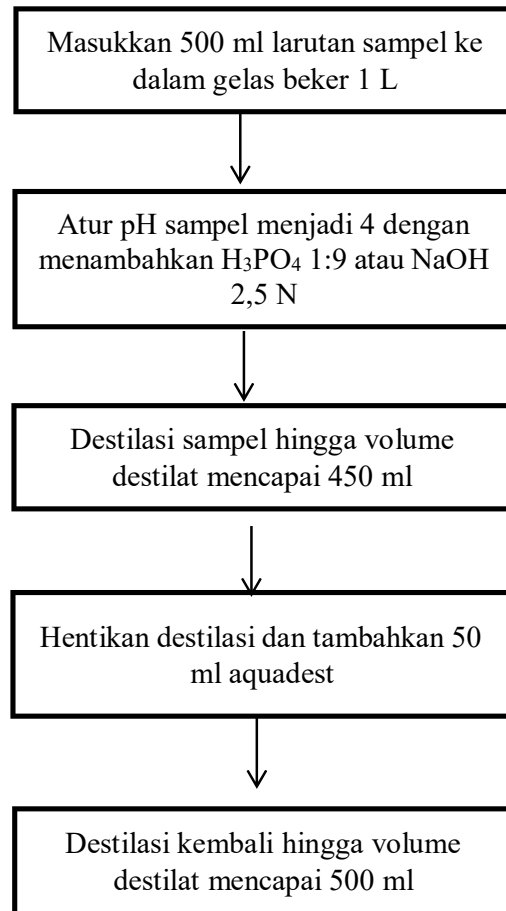 Masukkan 500 ml larutan sampel ke
dalam gelas beker 1 L
Atur pH sampel menjadi 4 dengan
menambahkan H₃PO₄ 1:9 atau NaOH
2,5 N
Destilasi sampel hingga volume
destilat mencapai 450 ml
Hentikan destilasi dan tambahkan 50
ml aquadest
Destilasi kembali hingga volume
destilat mencapai 500 ml